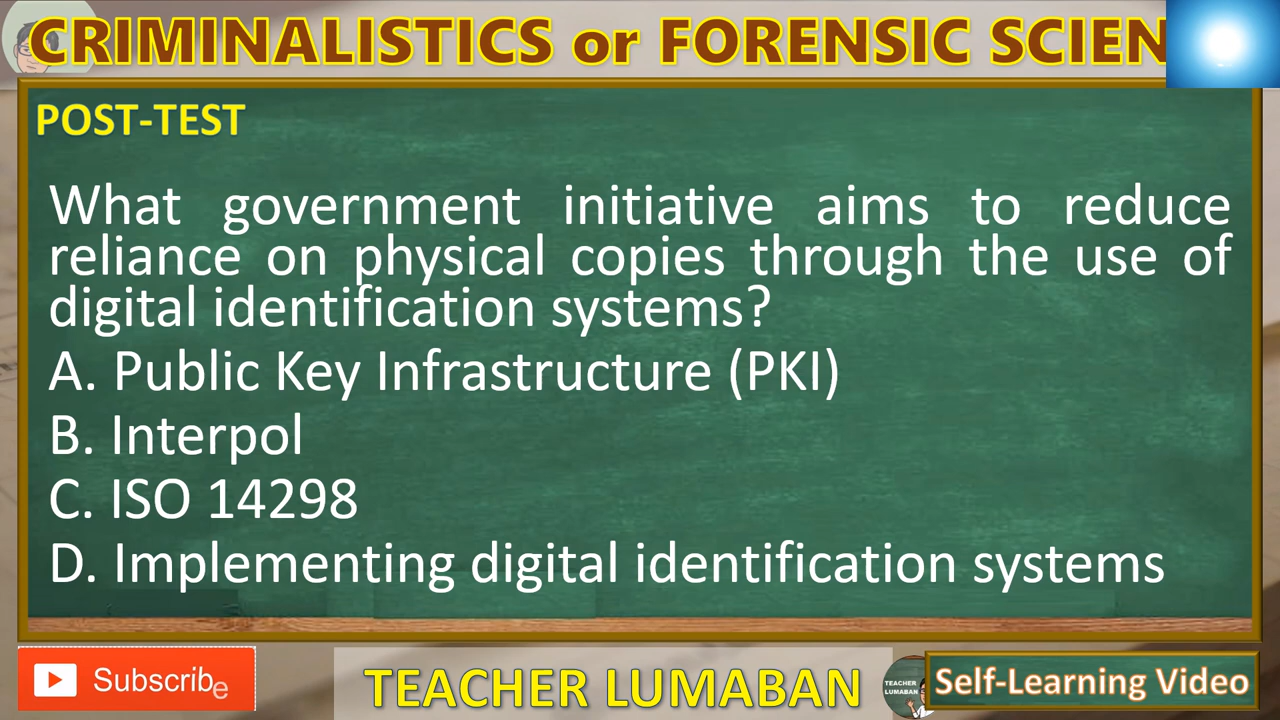 CRIMINALISTICS or FORENSIC SCIEN
POST-TEST
What government initiative aims to reduce
reliance on physical copies through the use of
digital identification systems?
A. Public Key Infrastructure (PKI)
B. Interpol
C. ISO 14298
D. Implementing digital identification systems
Subscribe
TEACHER LUMABAN
TEACHER
LUMABAN
Self-Learning Video